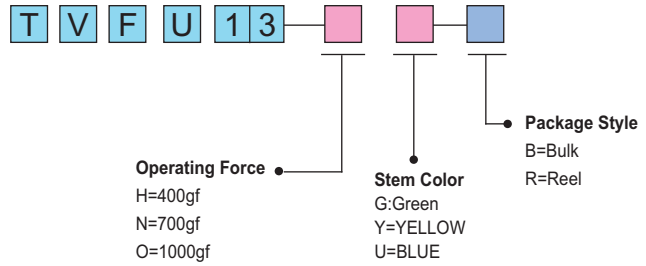 T V F U 1 3
Operating Force
H=400gf
N=700gf
O=1000gf
Stem Color
G:Green
Y=YELLOW
U=BLUE
Package Style
B=Bulk
R=Reel